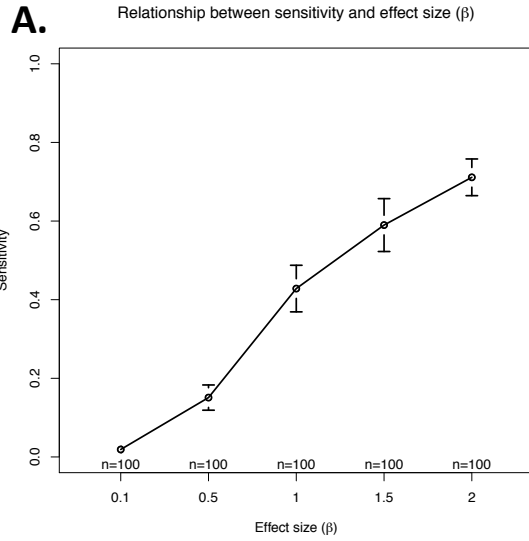 A.
Relationship between sensitivity and effect size (β)
Sensitivity
1.0
0.8
0.6
0.4
0.2
0.0
n=100 n=100 n=100 n=100 n=100
0.1 0.5 1 1.5 2
Effect size (β)